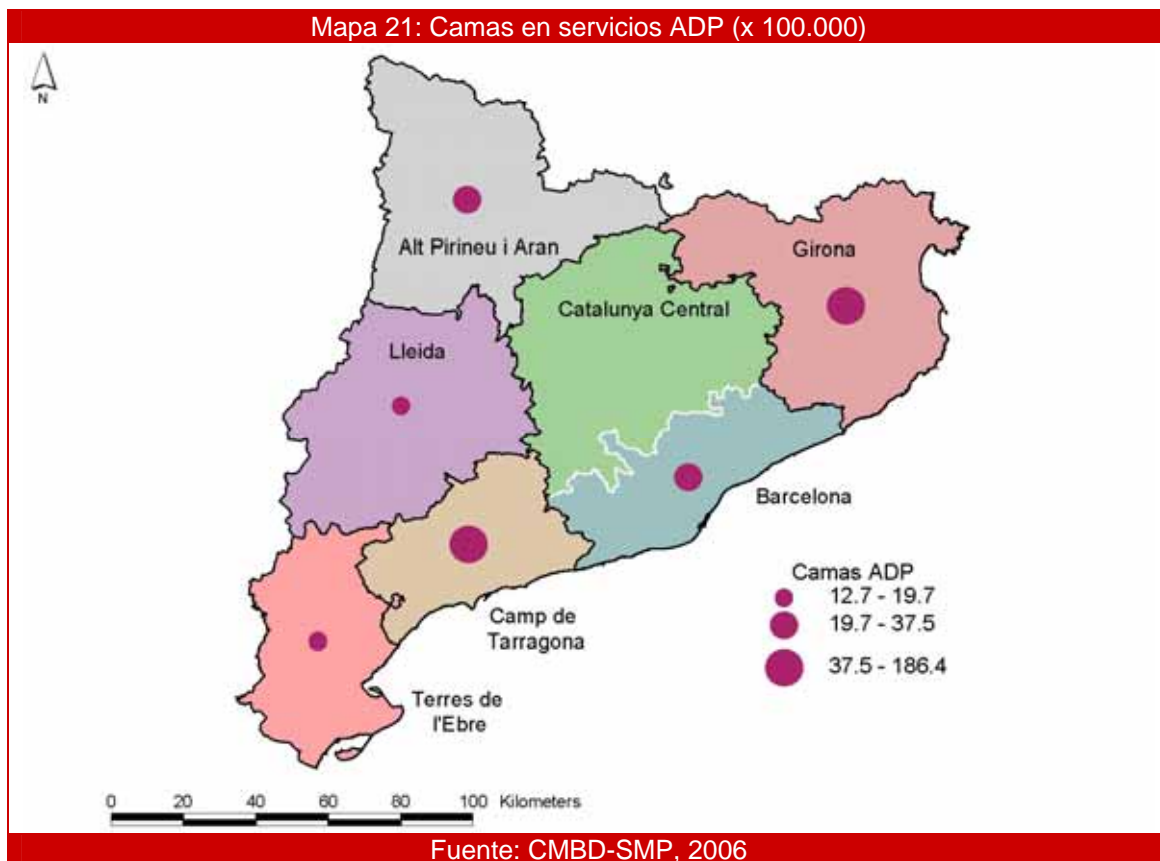 Mapa 21: Camas en servicios ADP (x 100.000)
N
Alt Pirineu i Aran
Girona
Catalunya Central
Lleida
Barcelona
Camas ADP
12.7 - 19.7
19.7 - 37.5
37.5 - 186.4
Camp de
Tarragona
Terres de
l'Ebre
0 20 40 60 80 100 Kilometers
Fuente: CMBD-SMP, 2006